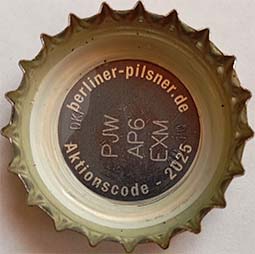 berliner-pilsner.de
PJW
AP6
EXM
Aktionscode - 2025